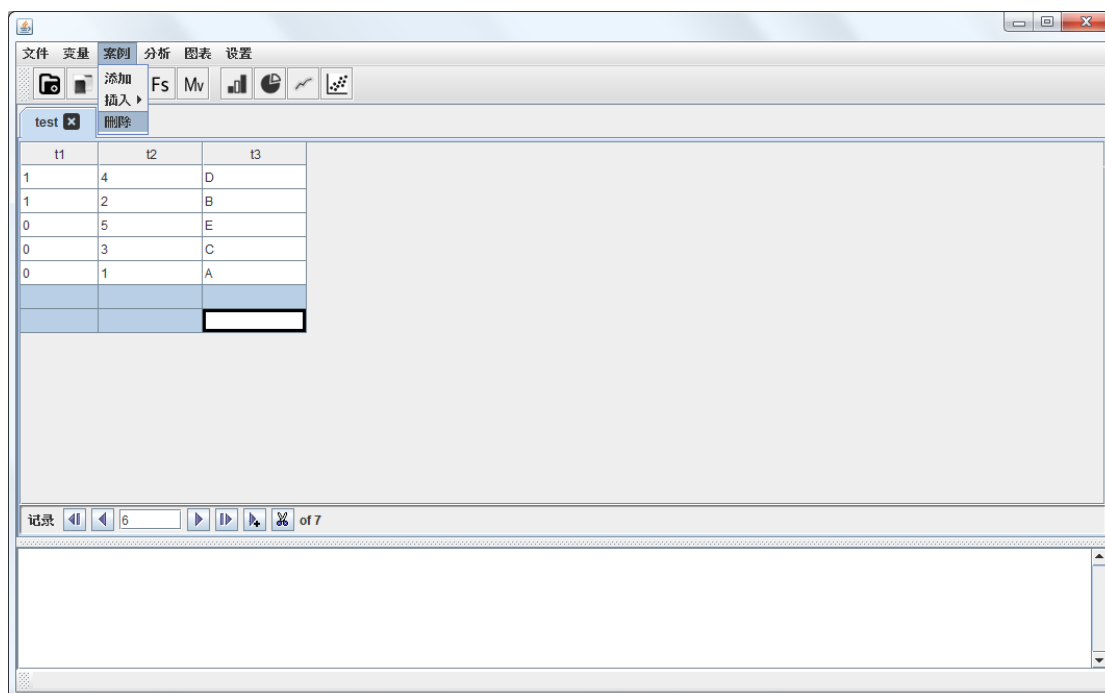 文件 变量 案例 分析 图表 设置
添加
插入
删除
Fs Mv
test
t1 t2 t3
1 4 D
1 2 B
0 5 E
0 3 C
0 1 A
记录 6 of 7